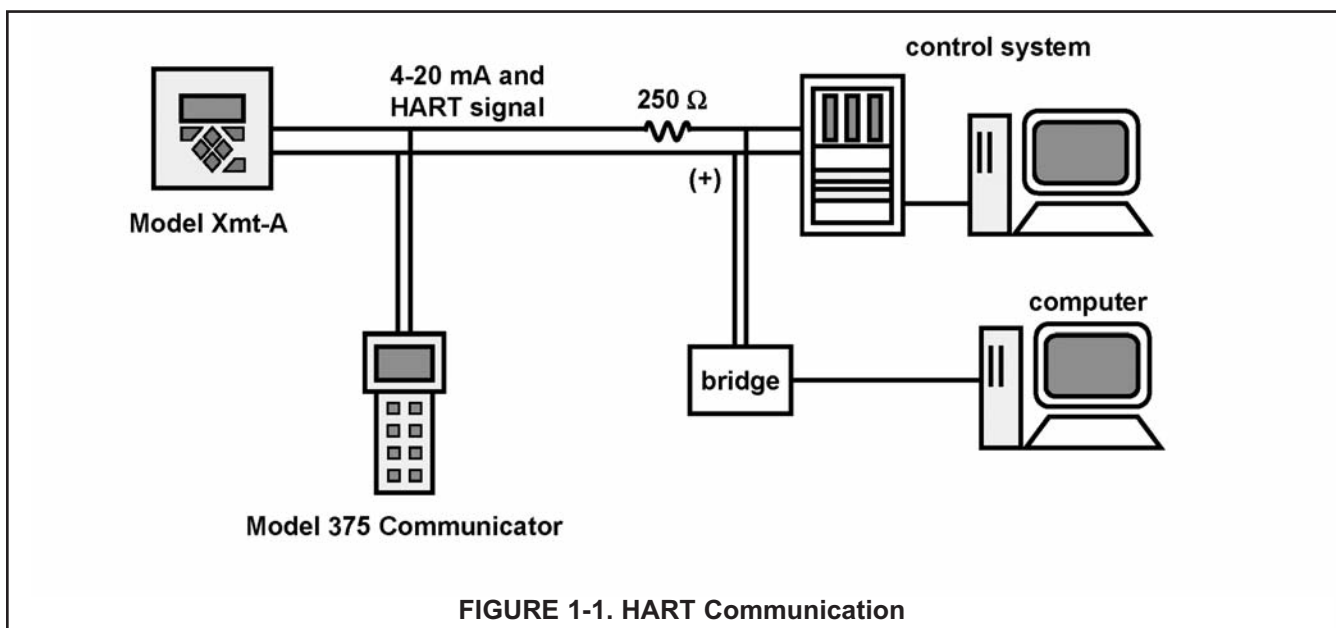 control system
4-20 mA and
HART signal
250 Ω
(+)
Model Xmt-A
computer
bridge
Model 375 Communicator
FIGURE 1-1. HART Communication